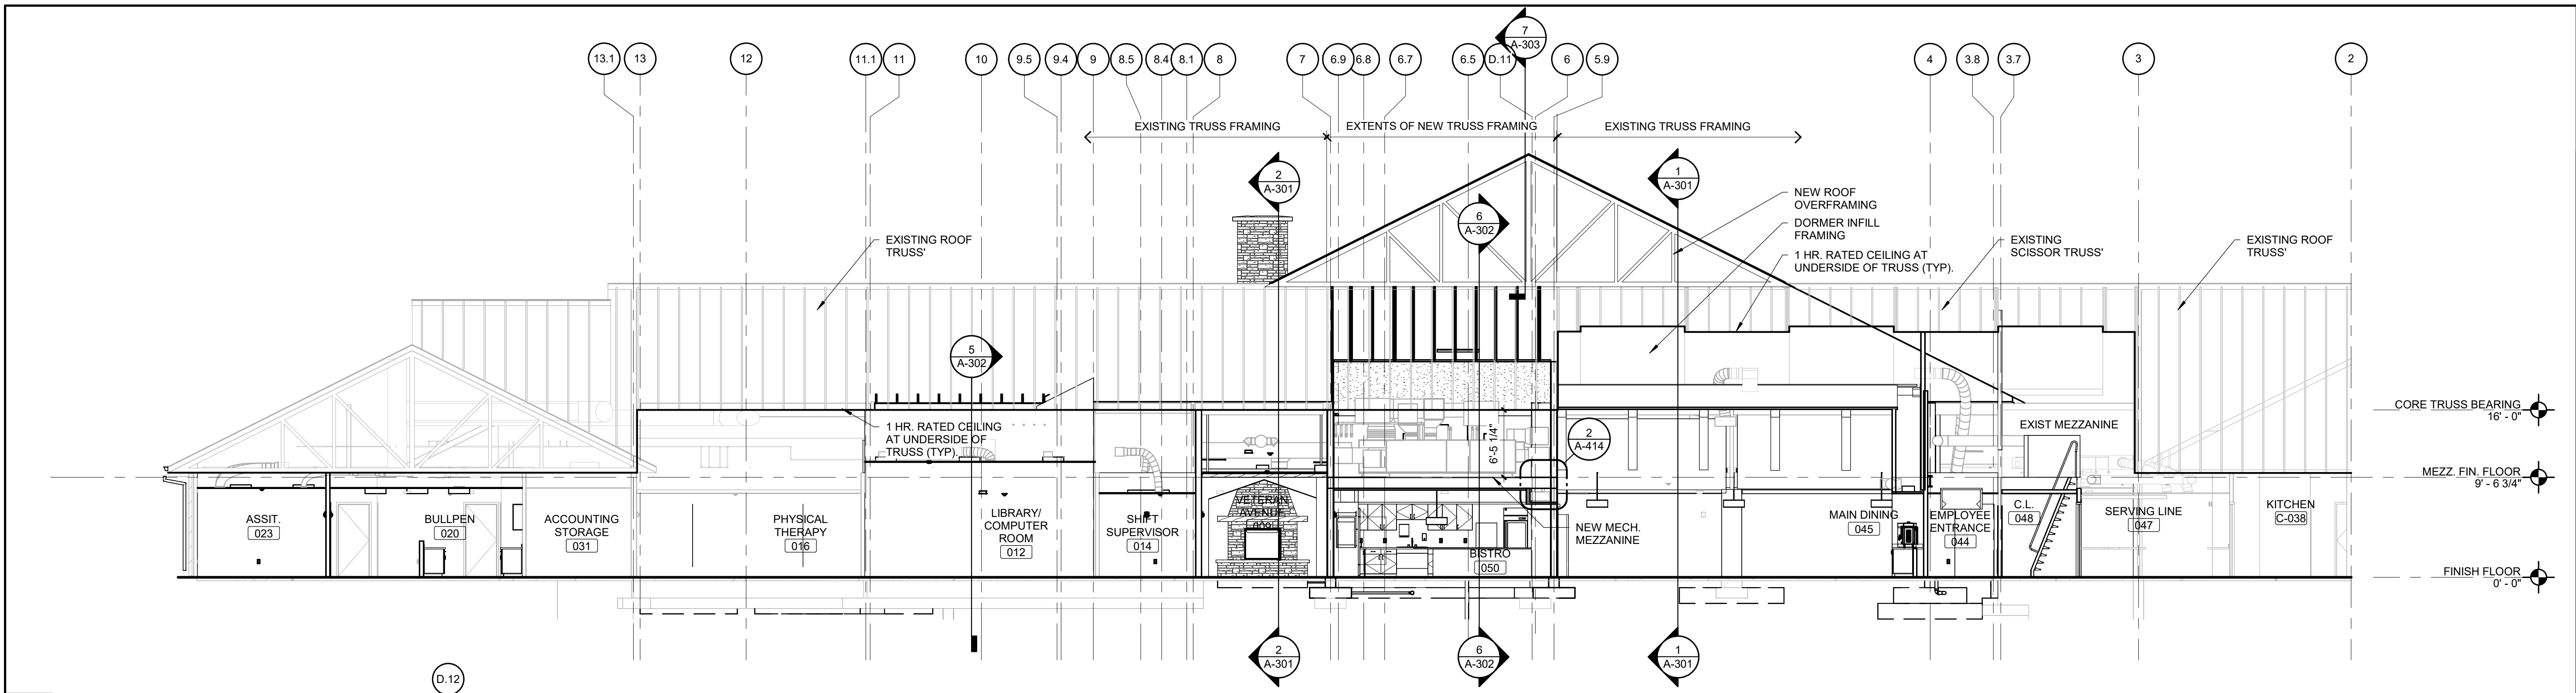 7
A-303
13.1
13
12
11.1
11
10
9.5
9.4
9
8.5
8.4
8.1
8
7
6.9
6.8
6.7
6.5
D.11
6
5.9
4
3.8
3.7
3
2
EXISTING TRUSS FRAMING
EXTENTS OF NEW TRUSS FRAMING
EXISTING TRUSS FRAMING
2
A-301
1
A-301
6
A-302
NEW ROOF
OVERFRAMING
DORMER INFILL
FRAMING
1 HR. RATED CEILING AT
UNDERSIDE OF TRUSS (TYP).
EXISTING ROOF
TRUSS'
EXISTING
SCISSOR TRUSS'
EXISTING ROOF
TRUSS'
5
A-302
1 HR. RATED CEILING
AT UNDERSIDE OF
TRUSS (TYP).
6'-5 1/4"
2
A-414
EXIST MEZZANINE
CORE TRUSS BEARING
16' - 0"
MEZZ. FIN. FLOOR
9' - 6 3/4"
FINISH FLOOR
0' - 0"
ASSIT.
023
BULLPEN
020
ACCOUNTING
STORAGE
031
PHYSICAL
THERAPY
016
LIBRARY/
COMPUTER
ROOM
012
SHIFT
SUPERVISOR
014
VETERAN
AVENUE
009
BISTRO
050
NEW MECH.
MEZZANINE
MAIN DINING
045
EMPLOYEE
ENTRANCE
044
C.L.
048
SERVING LINE
047
KITCHEN
C-038
2
A-301
6
A-302
1
A-301
D.12